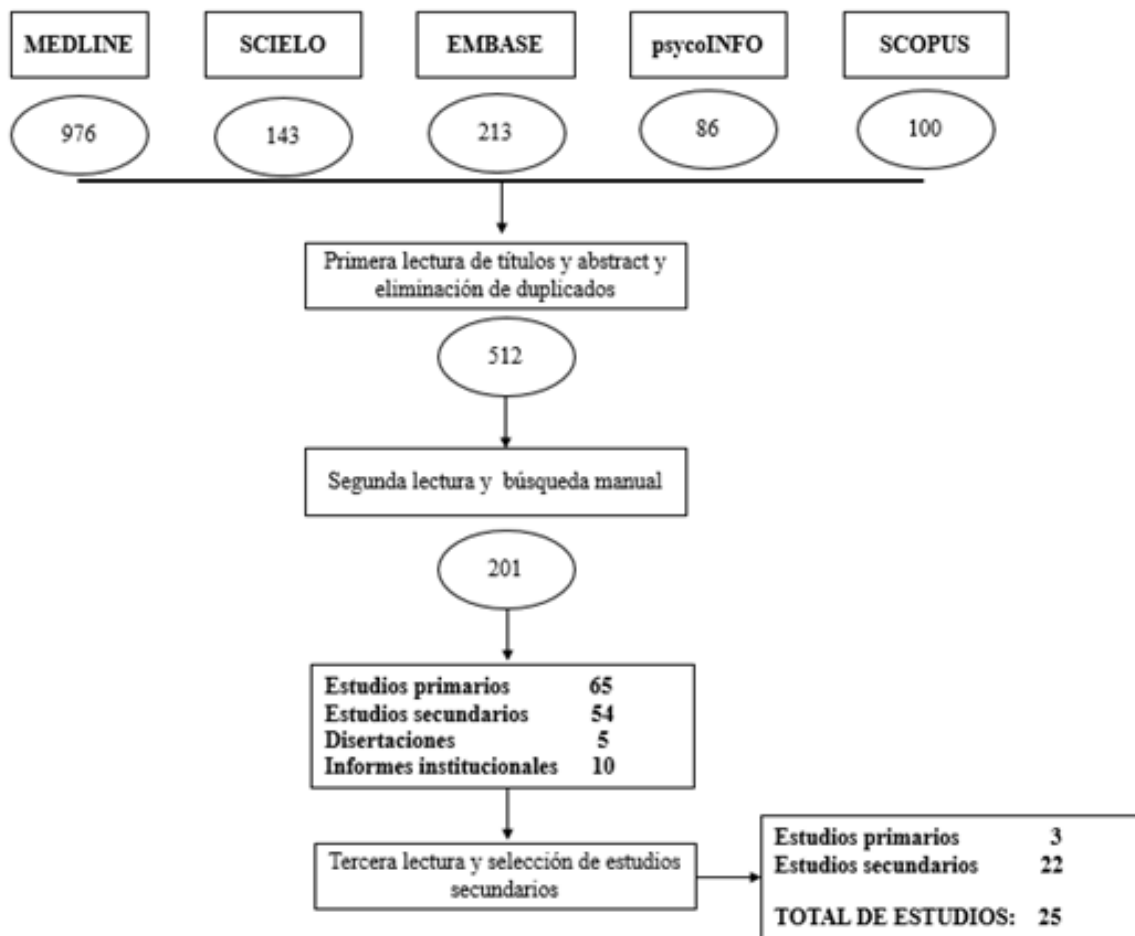 MEDLINE
SCIELO
EMBASE
psycoINFO
SCOPUS
976
143
213
86
100
Primera lectura de títulos y abstract y
eliminación de duplicados
512
Segunda lectura y búsqueda manual
201
Estudios primarios 65
Estudios secundarios 54
Disertaciones 5
Informes institucionales 10
Tercera lectura y selección de estudios
secundarios
Estudios primarios 3
Estudios secundarios 22
TOTAL DE ESTUDIOS: 25